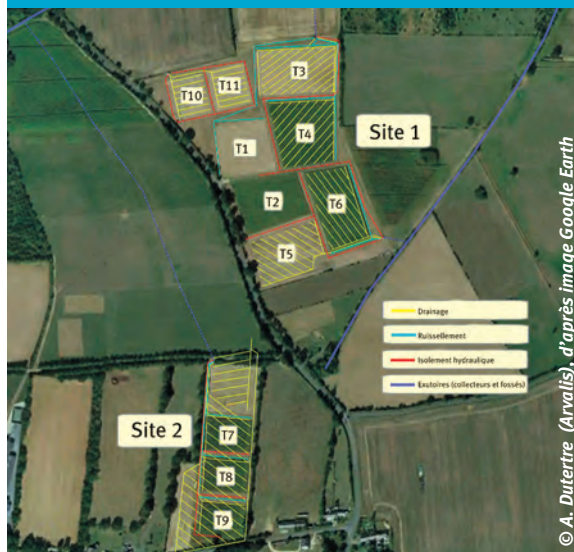 T3
T11
T10
Site 1
T4
T1
T2
T6
T5
Drainage
Ruissellement
Isolement hydraulique
Exutoires (collecteurs et fossés)
Site 2
T7
T8
T9
© A. Dutertre (Arvalis), d'après image Google Earth